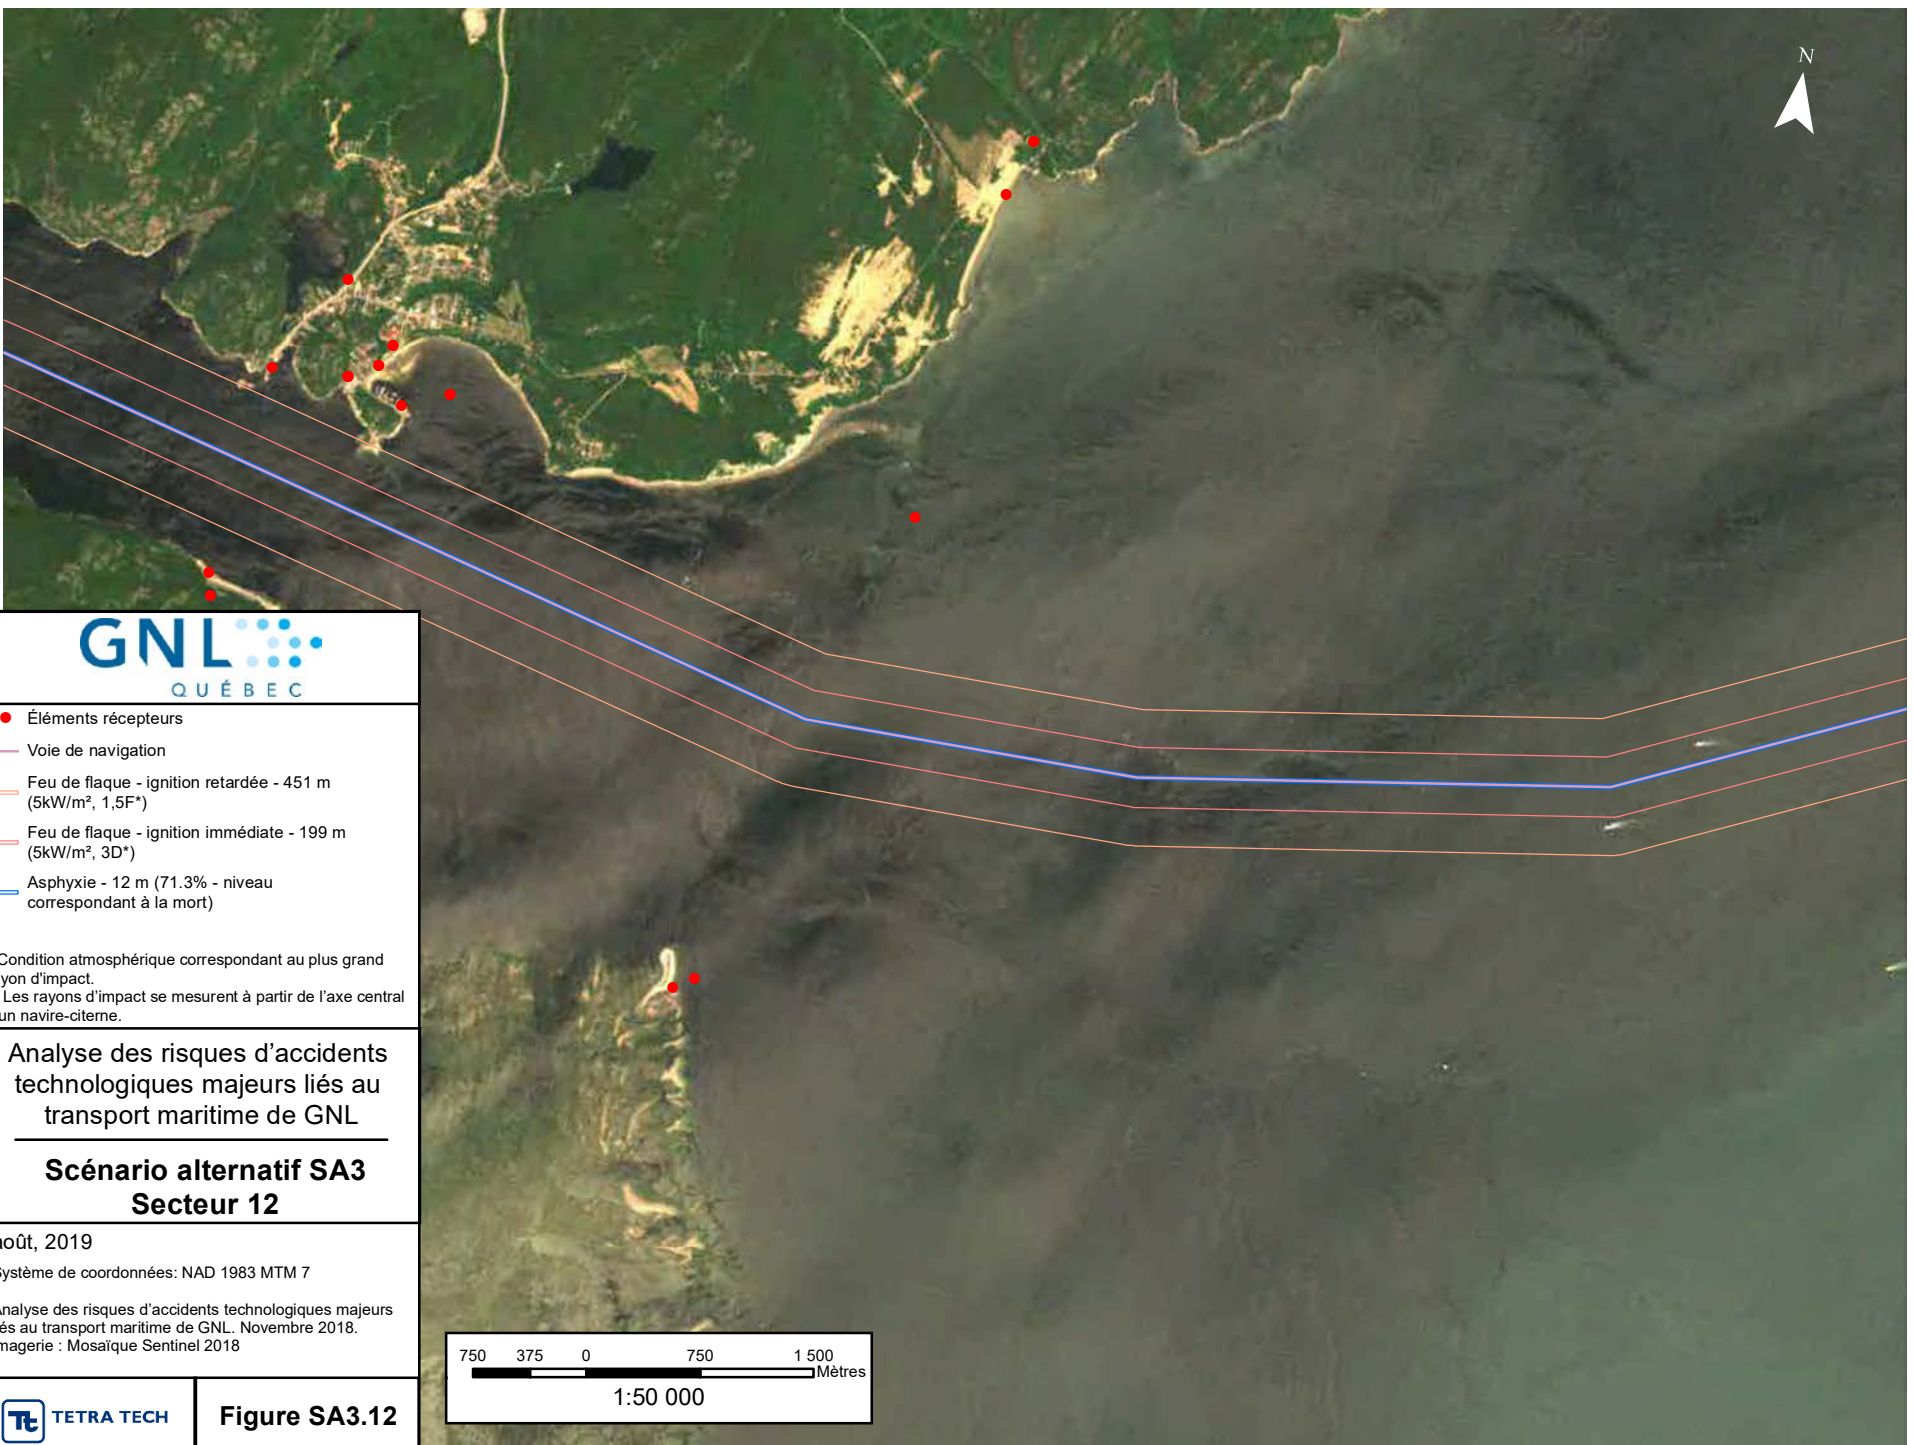 N
GNL
QUÉBEC
Éléments récepteurs
Voie de navigation
Feu de flaque - ignition retardée - 451 m
(5kW/m², 1,5F*)
Feu de flaque - ignition immédiate - 199 m
(5kW/m², 3D*)
Asphyxie - 12 m (71.3% - niveau
correspondant à la mort)
Condition atmosphérique correspondant au plus grand
yon d'impact.
Les rayons d'impact se mesurent à partir de l'axe central
un navire-citerne.
Analyse des risques d'accidents
technologiques majeurs liés au
transport maritime de GNL
Scénario alternatif SA3
Secteur 12
août, 2019
Système de coordonnées: NAD 1983 MTM 7
Analyse des risques d'accidents technologiques majeurs
és au transport maritime de GNL. Novembre 2018.
magerie : Mosaïque Sentinel 2018
TETRA TECH
Figure SA3.12
750 375 0 750 1 500
Mètres
1:50 000